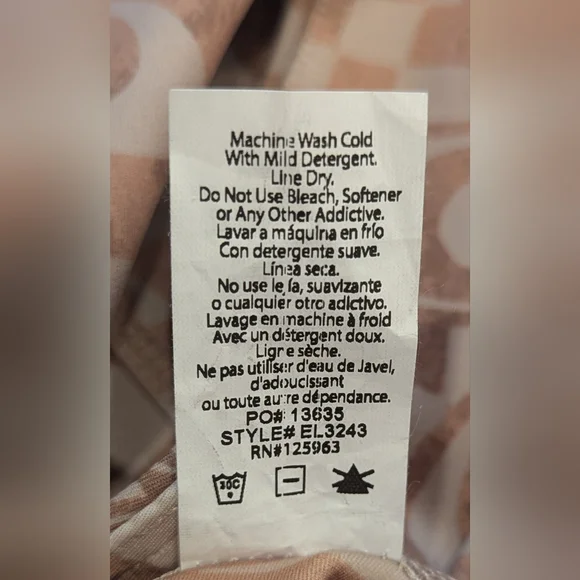 Machine Wash Cold
With Mild Detergent.
Line Dry.
Do Not Use Bleach, Softener
or Any Other Addictive.
Lavar a máquina en frío
Con detergente suave.
Línea seca.
No use lejía, suavizante
o cualquier otro adictivo.
Lavage en machine à froid
Avec un détergent doux.
Ligne sèche.
Ne pas utiliser d'eau de Javel,
d'adoucissant
ou toute autre dépendance.
PO# 13635
STYLE# EL3243
RN#125963
30C